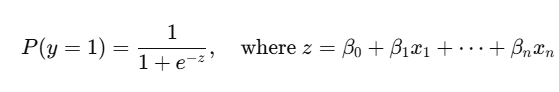 P(y = 1) = 1 / (1 + e^{-z}), where z = β₀ + β₁x₁ + ··· + βₙxₙ